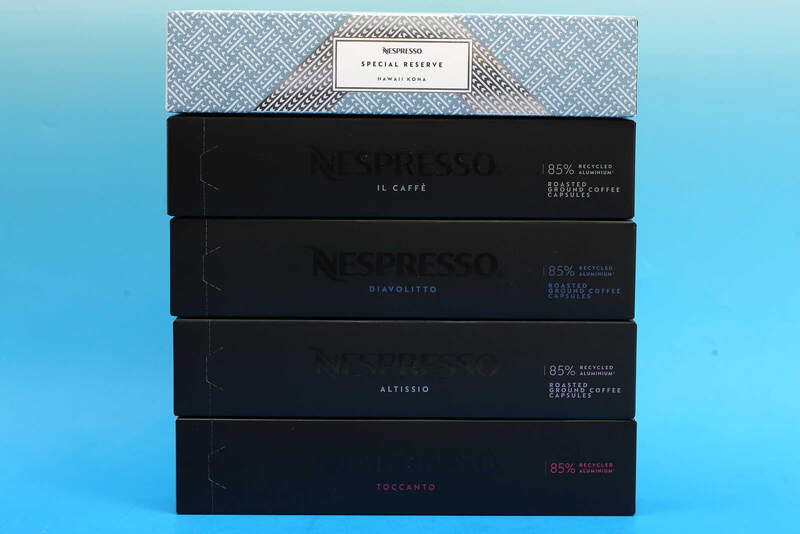 NESPRESSO
SPECIAL RESERVE
HAWAII KONA
NESPRESSO®
IL CAFFÈ
85% RECYCLED
ALUMINIUM*
ROASTED
GROUND COFFEE
CAPSULES
NESPRESSO®
DIAVOLITTO
85% RECYCLED
ALUMINIUM*
ROASTED
GROUND COFFEE
CAPSULES
NESPRESSO
ALTISSIO
85% RECYCLED
ALUMINIUM*
ROASTED
GROUND COFFEE
CAPSULES
NESPRESSO
TOCCANTO
85% RECYCLED
ALUMINIUM*